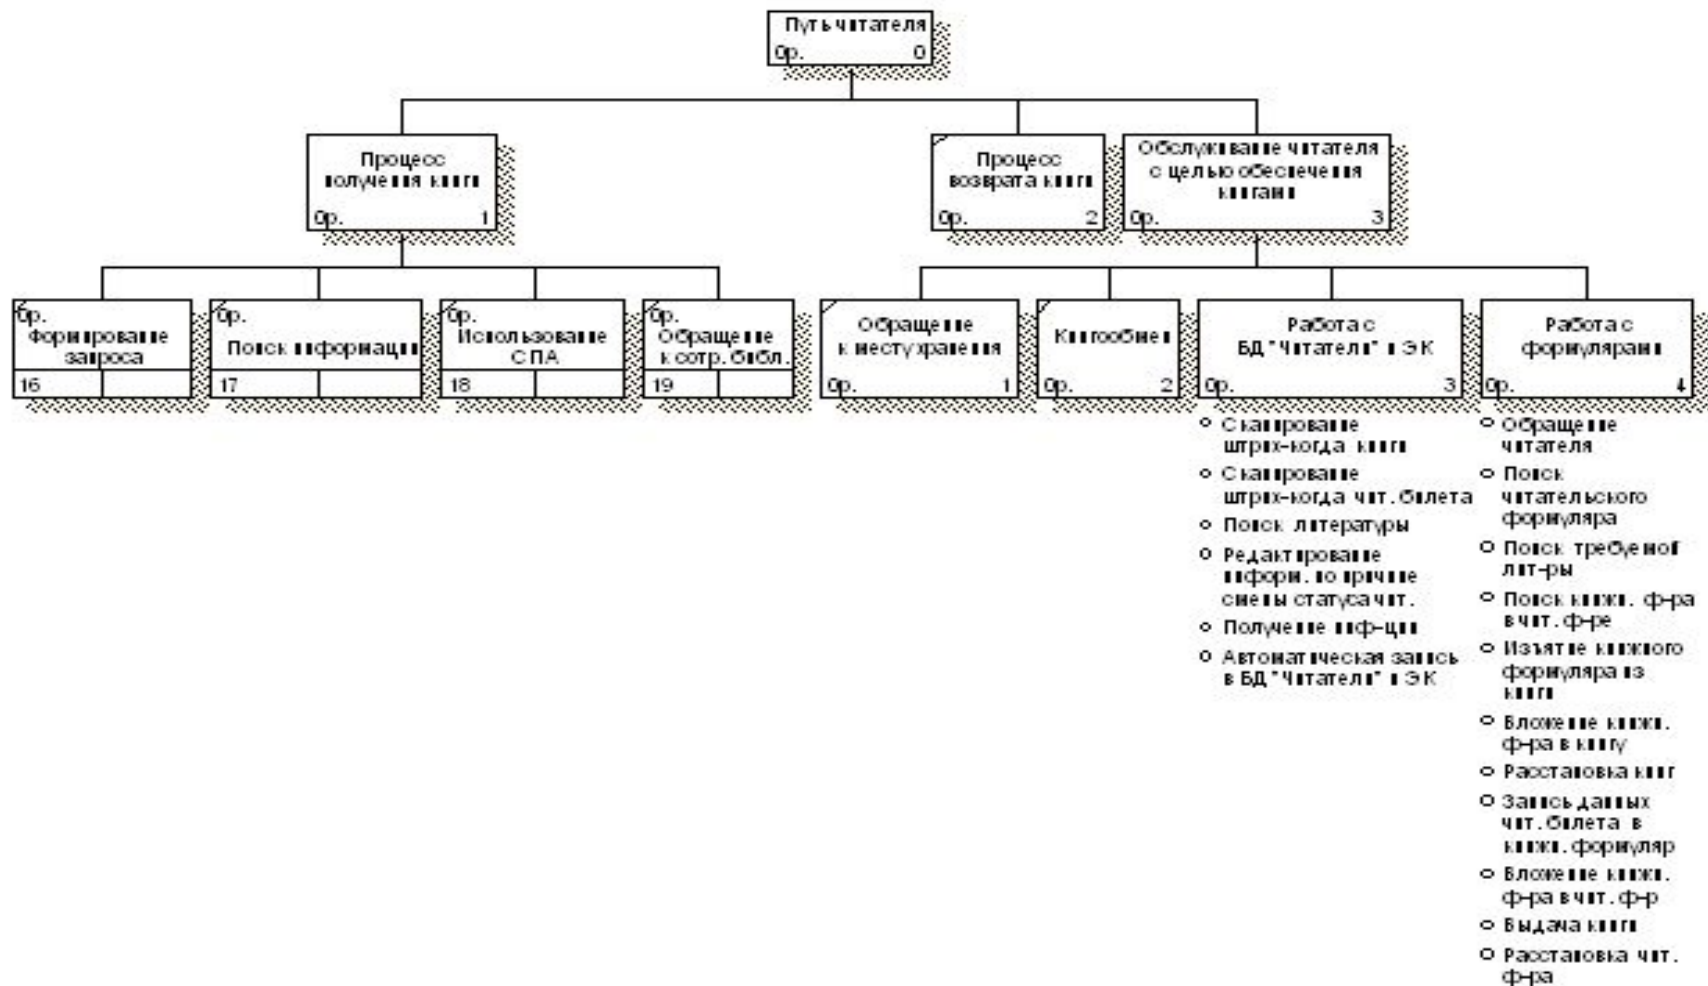 Путь читателя
0р. 0
Процесс
получения книги
0р. 1
Процесс
возврата книги
0р. 2
Обслуживание читателя
с целью обеспечения
книгами
0р. 3
0р.
Формирование
запроса
16
0р.
Поиск информации
17
0р.
Использование
СПА
18
0р.
Обращение
к сотр. библ.
19
Обращение
к месту хранения
0р. 1
Книгообмен
0р. 2
Работа с
БД "Читатели" и ЭК
0р. 3
Работа с
формулярами
0р. 4
Сканирование
штрих-когда книги
Сканирование
штрих-когда чит. билета
Поиск литературы
Редактирование
информ. по причине
смены статуса чит.
Получение инф-ции
Автоматическая запись
в БД "Читатели" и ЭК
Обращение
читателя
Поиск
читательского
формуляра
Поиск требуемой
лит-ры
Поиск книжн. ф-ра
в чит. ф-ре
Изъятие книжного
формуляра из
книги
Вложение книжн.
ф-ра в книгу
Расстановка книг
Запись данных
чит. билета в
книжн. формуляр
Вложение книжн.
ф-ра в чит. ф-р
Выдача книги
Расстановка чит.
ф-ра